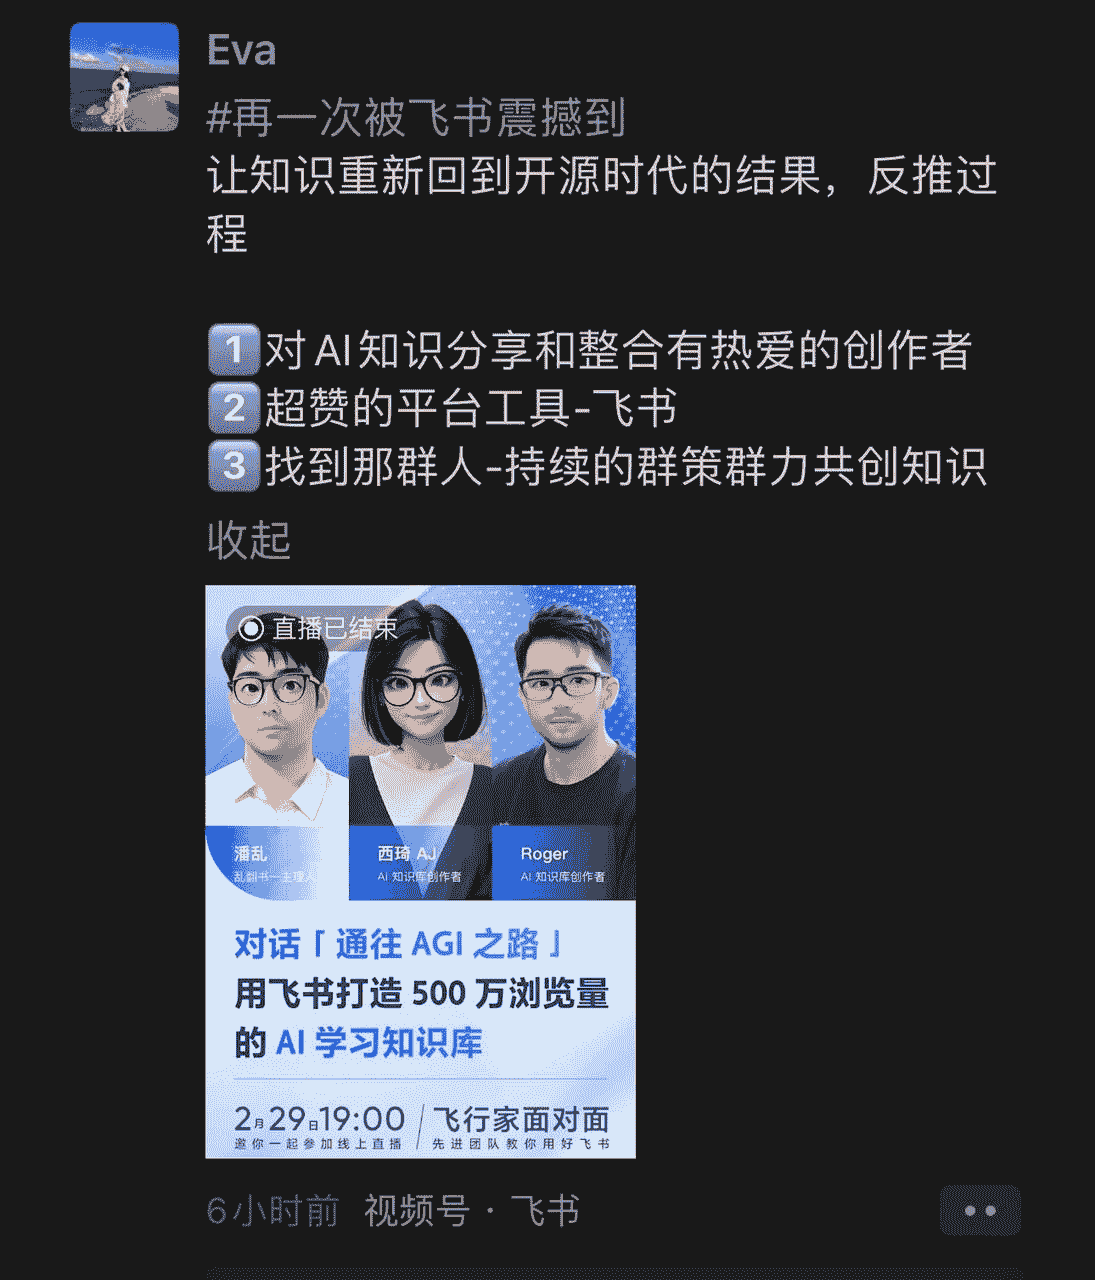 Eva
#再一次被飞书震撼到
让知识重新回到开源时代的结果，反推过
程
1️⃣对AI知识分享和整合有热爱的创作者
2️⃣超赞的平台工具-飞书
3️⃣找到那群人-持续的群策群力共创知识
收起
直播已结束
潘乱
乱翻书—主理人
西琦 AJ
AI 知识库创作者
Roger
AI 知识库创作者
对话「通往 AGI 之路」
用飞书打造 500 万浏览量
的 AI 学习知识库
2月29日19:00
邀你一起参加线上直播
飞行家面对面
先进团队教你用好飞书
6小时前 视频号·飞书